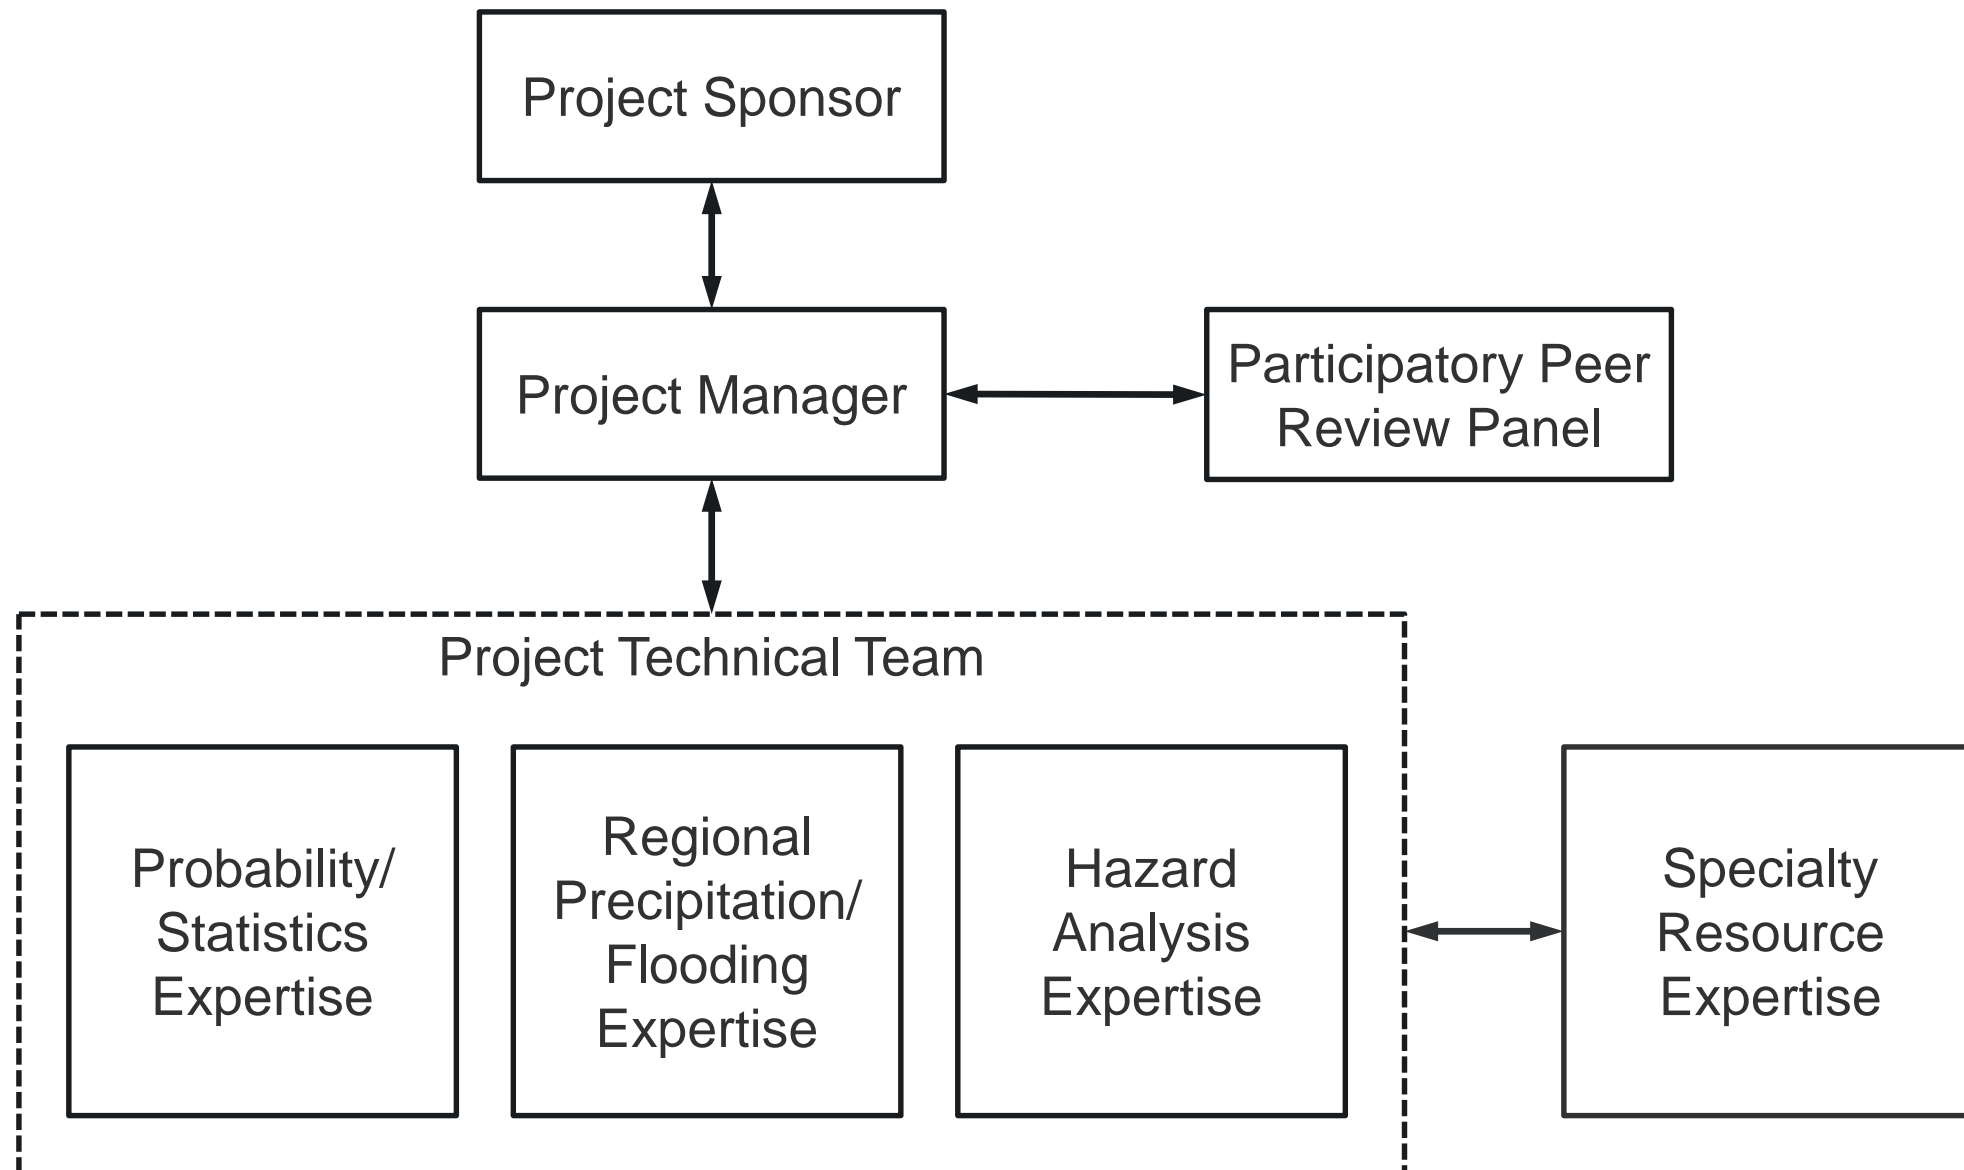 Project Sponsor
Project Manager
Participatory Peer
Review Panel
Project Technical Team
Probability/
Statistics
Expertise
Regional
Precipitation/
Flooding
Expertise
Hazard
Analysis
Expertise
Specialty
Resource
Expertise